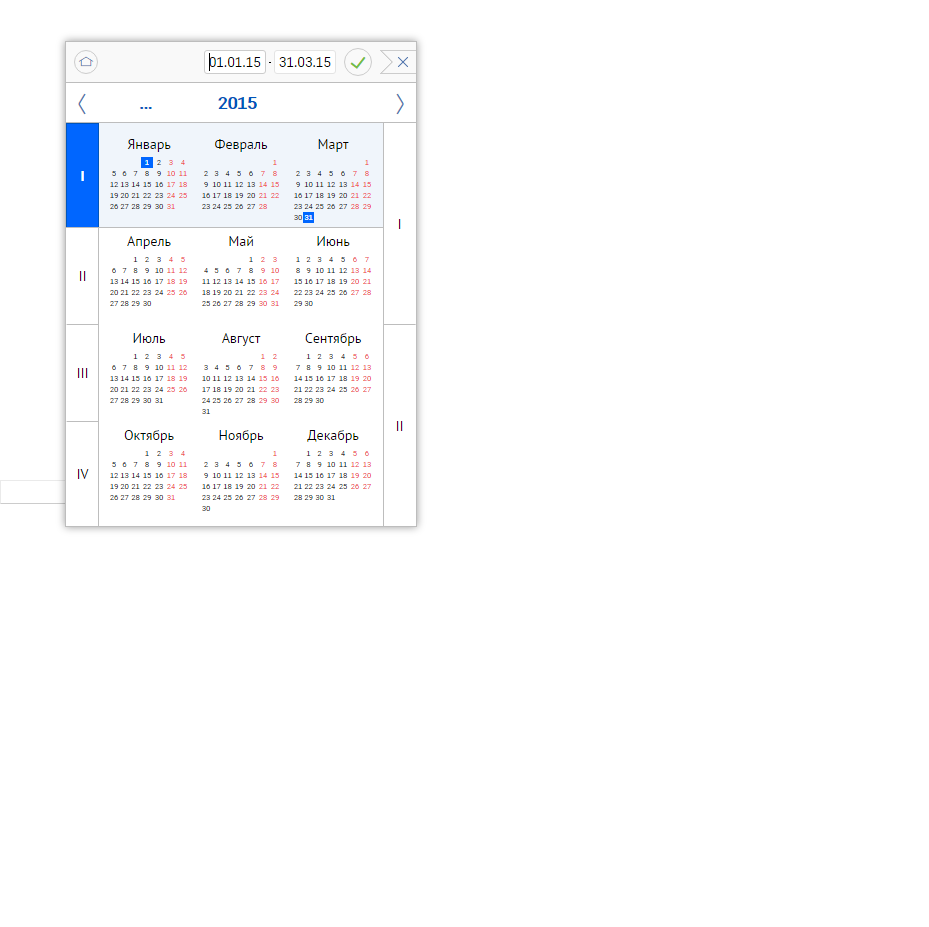 01.01.15 - 31.03.15
... 2015
I
Январь Февраль Март
1 2 3 4 1 1
5 6 7 8 9 10 11 2 3 4 5 6 7 8 2 3 4 5 6 7 8
12 13 14 15 16 17 18 9 10 11 12 13 14 15 9 10 11 12 13 14 15
19 20 21 22 23 24 25 16 17 18 19 20 21 22 16 17 18 19 20 21 22
26 27 28 29 30 31 23 24 25 26 27 28 23 24 25 26 27 28 29
30 31
I
II
Апрель Май Июнь
1 2 3 4 5 1 2 3 1 2 3 4 5 6 7
6 7 8 9 10 11 12 4 5 6 7 8 9 10 8 9 10 11 12 13 14
13 14 15 16 17 18 19 11 12 13 14 15 16 17 15 16 17 18 19 20 21
20 21 22 23 24 25 26 18 19 20 21 22 23 24 22 23 24 25 26 27 28
27 28 29 30 25 26 27 28 29 30 31 29 30
III
Июль Август Сентябрь
1 2 3 4 5 1 2 1 2 3 4 5 6
6 7 8 9 10 11 12 3 4 5 6 7 8 9 7 8 9 10 11 12 13
13 14 15 16 17 18 19 10 11 12 13 14 15 16 14 15 16 17 18 19 20
20 21 22 23 24 25 26 17 18 19 20 21 22 23 21 22 23 24 25 26 27
27 28 29 30 31 24 25 26 27 28 29 30 28 29 30
31
II
IV
Октябрь Ноябрь Декабрь
1 2 3 4 1 1 2 3 4 5 6
5 6 7 8 9 10 11 2 3 4 5 6 7 8 7 8 9 10 11 12 13
12 13 14 15 16 17 18 9 10 11 12 13 14 15 14 15 16 17 18 19 20
19 20 21 22 23 24 25 16 17 18 19 20 21 22 21 22 23 24 25 26 27
26 27 28 29 30 31 23 24 25 26 27 28 29 28 29 30 31
30